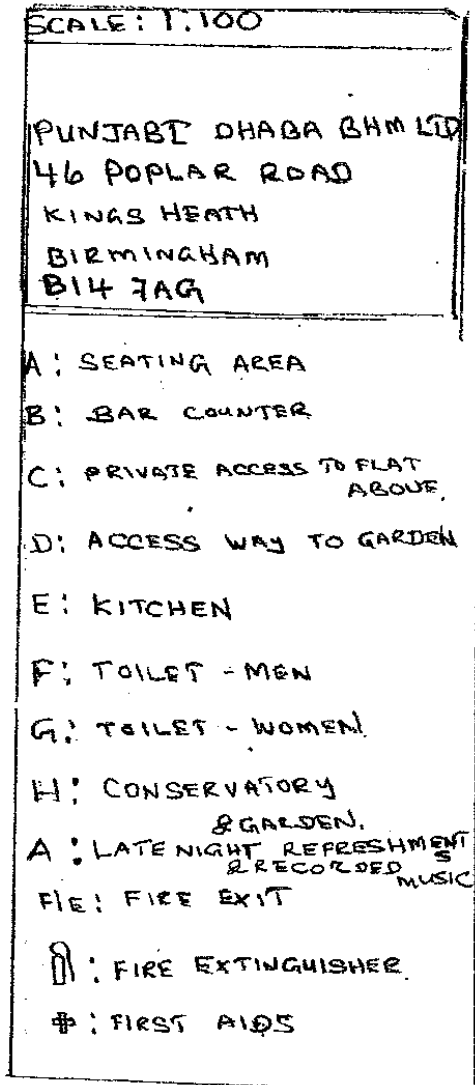 SCALE: 1:100
PUNJABI DHABA BHM LTD
46 POPLAR ROAD
KINGS HEATH
BIRMINGHAM
B14 7AG
A: SEATING AREA
B: BAR COUNTER
C: PRIVATE ACCESS TO FLAT
ABOVE.
D: ACCESS WAY TO GARDEN
E: KITCHEN
F: TOILET - MEN
G: TOILET - WOMEN.
H: CONSERVATORY
& GARDEN.
A: LATE NIGHT REFRESHMENTS
& RECORDED MUSIC
F/E: FIRE EXIT
: FIRE EXTINGUISHER.
: FIRST AIDS